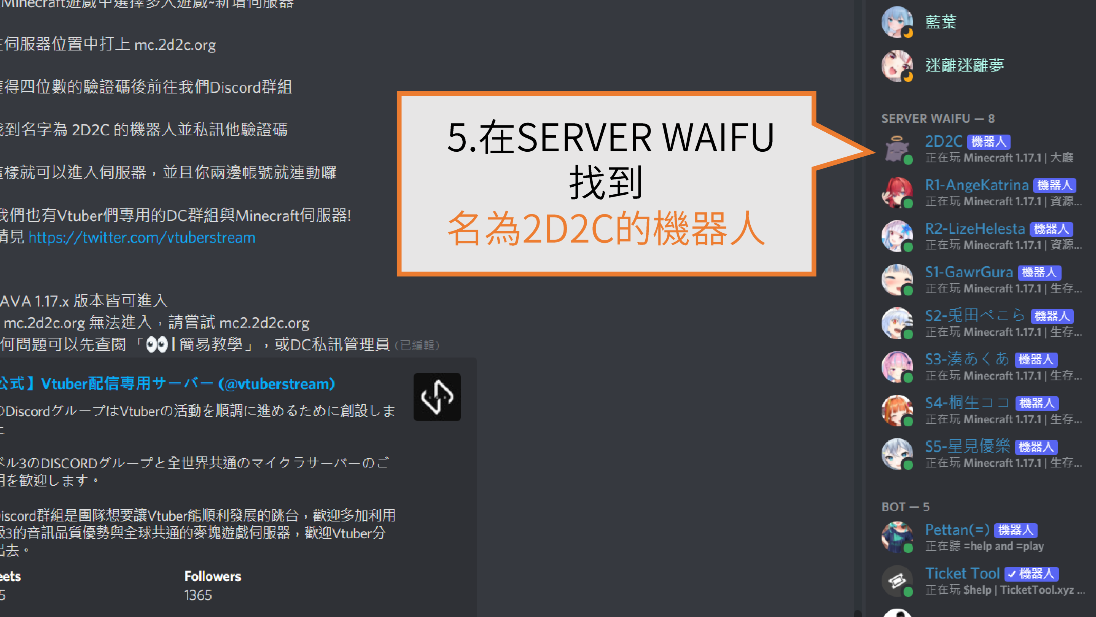 Minecraft遊戲中選擇多人遊戲~新增伺服器
伺服器位置中打上 mc.2d2c.org
得四位數的驗證碼後前往我們Discord群組
到名字為 2D2C 的機器人並私訊他驗證碼
樣就可以進入伺服器，並且你兩邊帳號就連動囉
我們也有Vtuber們專用的DC群組與Minecraft伺服器!
請見 https://twitter.com/vtuberstream
AVA 1.17.x 版本皆可進入
mc.2d2c.org 無法進入，請嘗試 mc2.2d2c.org
何問題可以先查閱「👀┃簡易教學」，或DC私訊管理員 (已編輯)
公式】Vtuber配信専用サーバー (@vtuberstream)
のDiscordグループはVtuberの活動を順調に進めるために創設しま
た
ベル3のDISCORDグループと全世界共通のマイクラサーバーのご
用を歓迎します。
Discord群組是團隊想要讓Vtuber能順利發展的跳台，歡迎多加利用
級3的音訊品質優勢與全球共通的麥塊遊戲伺服器，歡迎Vtuber分
出去。
eets
Followers
5
1365
5.在SERVER WAIFU
找到
名為2D2C的機器人
藍葉
迷離迷離夢
SERVER WAIFU — 8
2D2C 機器人
正在玩 Minecraft 1.17.1 | 大廳
R1-AngeKatrina 機器人
正在玩 Minecraft 1.17.1 | 資源...
R2-LizeHelesta 機器人
正在玩 Minecraft 1.17.1 | 資源...
S1-GawrGura 機器人
正在玩 Minecraft 1.17.1 | 生存...
S2-兎田ぺこら 機器人
正在玩 Minecraft 1.17.1 | 生存...
S3-湊あくあ 機器人
正在玩 Minecraft 1.17.1 | 生存...
S4-桐生ココ 機器人
正在玩 Minecraft 1.17.1 | 生存...
S5-星見優樂 機器人
正在玩 Minecraft 1.17.1 | 生存...
BOT — 5
Pettan(=) 機器人
正在聽 =help and =play
Ticket Tool ✓機器人
正在玩 $help | TicketTool.xyz ...